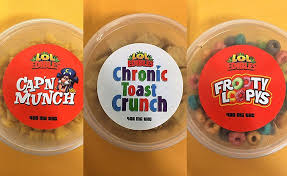 LOL
EDIBLES
CAP'N
MUNCH
LOL
EDIBLES
Chronic
Toast
Crunch
LOL
EDIBLES
FROOTY
LOOPYS